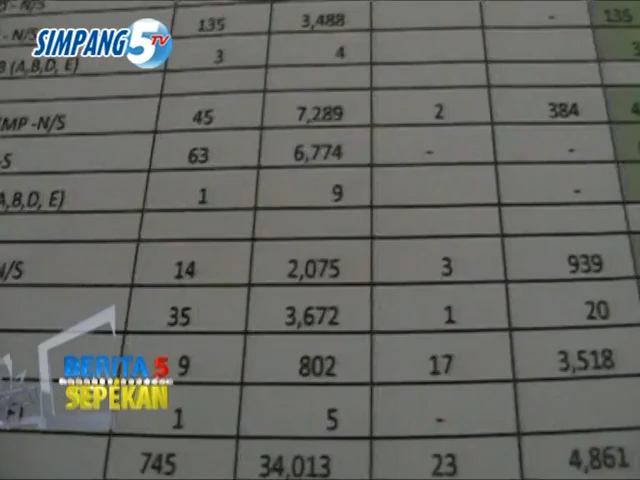 - N/S
SIMPANG 5 TV
- N/S 135 3,488 - 135
B (A,B,D, E) 3 4
MP -N/S 45 7,289 2 384
-S 63 6,774 - -
A,B,D, E) 1 9 -
N/S 14 2,075 3 939
35 3,672 1 20
BERITA 5 9 802 17 3,518
SEPEKAN
E) 1 5 -
745 34,013 23 4,861